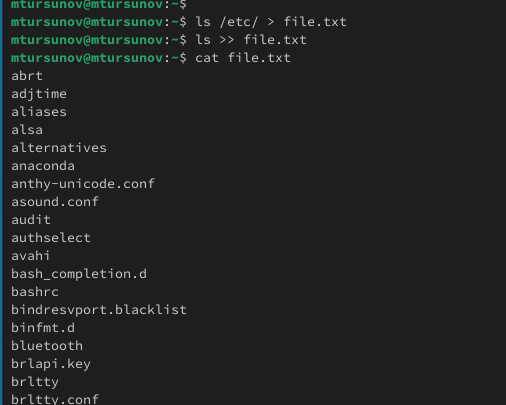 mtursunov@mtursunov:~$
mtursunov@mtursunov:~$ ls /etc/ > file.txt
mtursunov@mtursunov:~$ ls >> file.txt
mtursunov@mtursunov:~$ cat file.txt
abrt
adjtime
aliases
alsa
alternatives
anaconda
anthy-unicode.conf
asound.conf
audit
authselect
avahi
bash_completion.d
bashrc
bindresvport.blacklist
binfmt.d
bluetooth
brlapi.key
brltty
brltty.conf